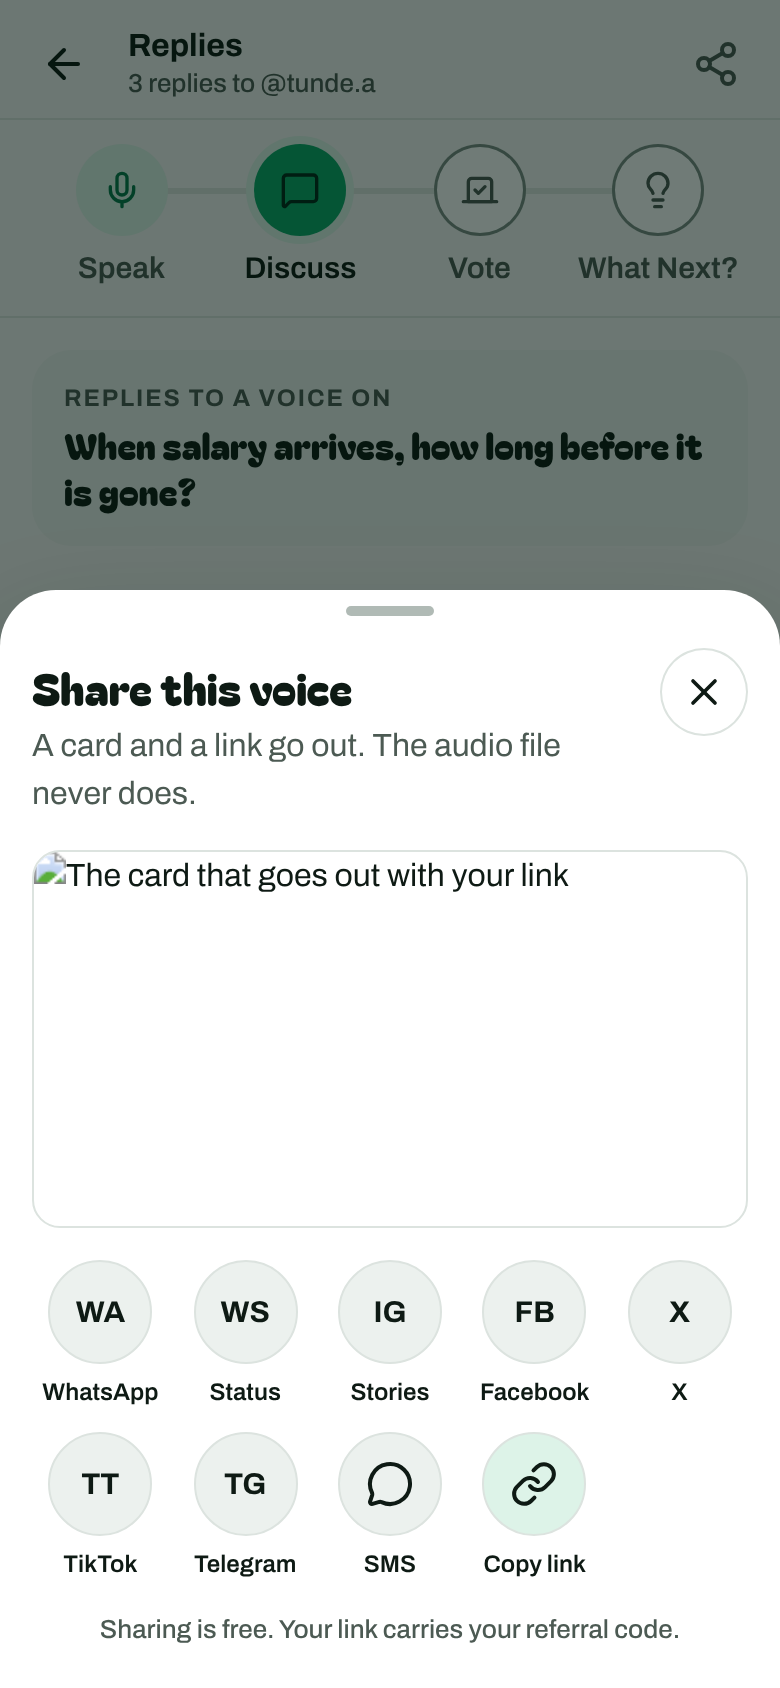 Replies
3 replies to @tunde.a
Speak
Discuss
Vote
What Next?
REPLIES TO A VOICE ON
When salary arrives, how long before it
is gone?
Share this voice
A card and a link go out. The audio file
never does.
The card that goes out with your link
WA
WS
IG
FB
X
WhatsApp
Status
Stories
Facebook
X
TT
TG
TikTok
Telegram
SMS
Copy link
Sharing is free. Your link carries your referral code.